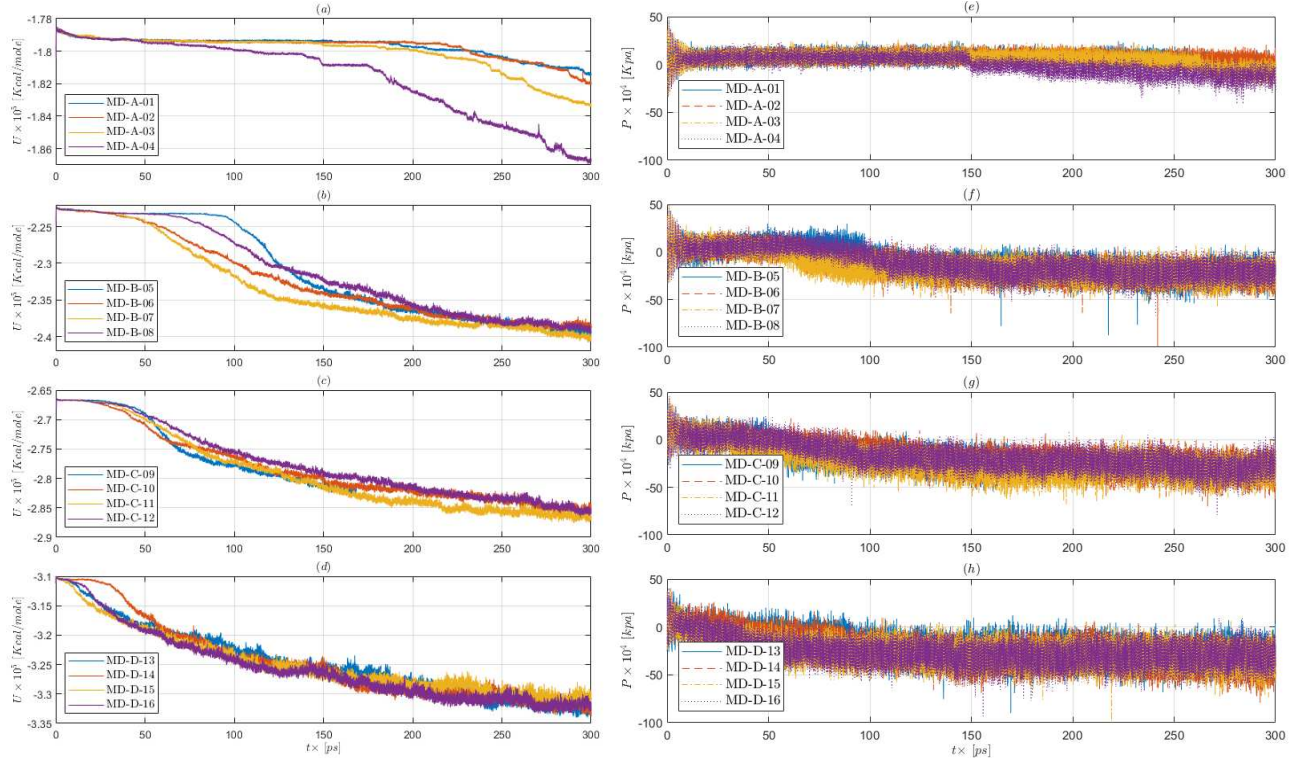 (a)
-1.78
-1.8
-1.82
-1.84
-1.86
U × 10⁵ [Kcal/mole]
MD-A-01
MD-A-02
MD-A-03
MD-A-04
0 50 100 150 200 250 300
(b)
-2.25
-2.3
-2.35
-2.4
U × 10⁵ [Kcal/mole]
MD-B-05
MD-B-06
MD-B-07
MD-B-08
0 50 100 150 200 250 300
(c)
-2.65
-2.7
-2.75
-2.8
-2.85
-2.9
U × 10⁵ [Kcal/mole]
MD-C-09
MD-C-10
MD-C-11
MD-C-12
0 50 100 150 200 250 300
(d)
-3.1
-3.15
-3.2
-3.25
-3.3
-3.35
U × 10⁵ [Kcal/mole]
MD-D-13
MD-D-14
MD-D-15
MD-D-16
0 50 100 150 200 250 300
t× [ps]
(e)
50
0
-50
-100
P × 10⁴ [Kpa]
MD-A-01
MD-A-02
MD-A-03
MD-A-04
0 50 100 150 200 250 300
(f)
50
0
-50
-100
P × 10⁴ [kpa]
MD-B-05
MD-B-06
MD-B-07
MD-B-08
0 50 100 150 200 250 300
(g)
50
0
-50
-100
P × 10⁴ [kpa]
MD-C-09
MD-C-10
MD-C-11
MD-C-12
0 50 100 150 200 250 300
(h)
50
0
-50
-100
P × 10⁴ [kpa]
MD-D-13
MD-D-14
MD-D-15
MD-D-16
0 50 100 150 200 250 300
t× [ps]